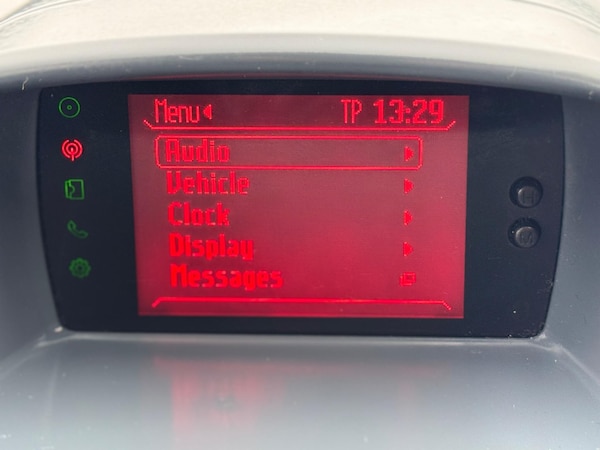 Menu TP 13:29
Audio
Vehicle
Clock
Display
Messages
H
M